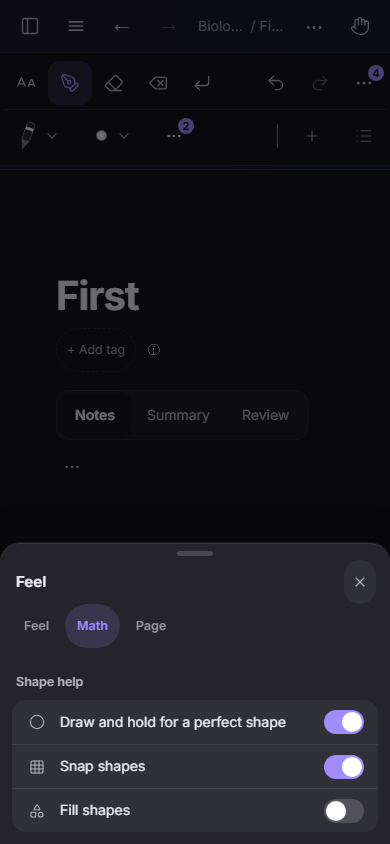 Biolo... / Fi...
AA
4
2
First
+ Add tag
Notes Summary Review
Feel
Feel Math Page
Shape help
Draw and hold for a perfect shape
Snap shapes
Fill shapes